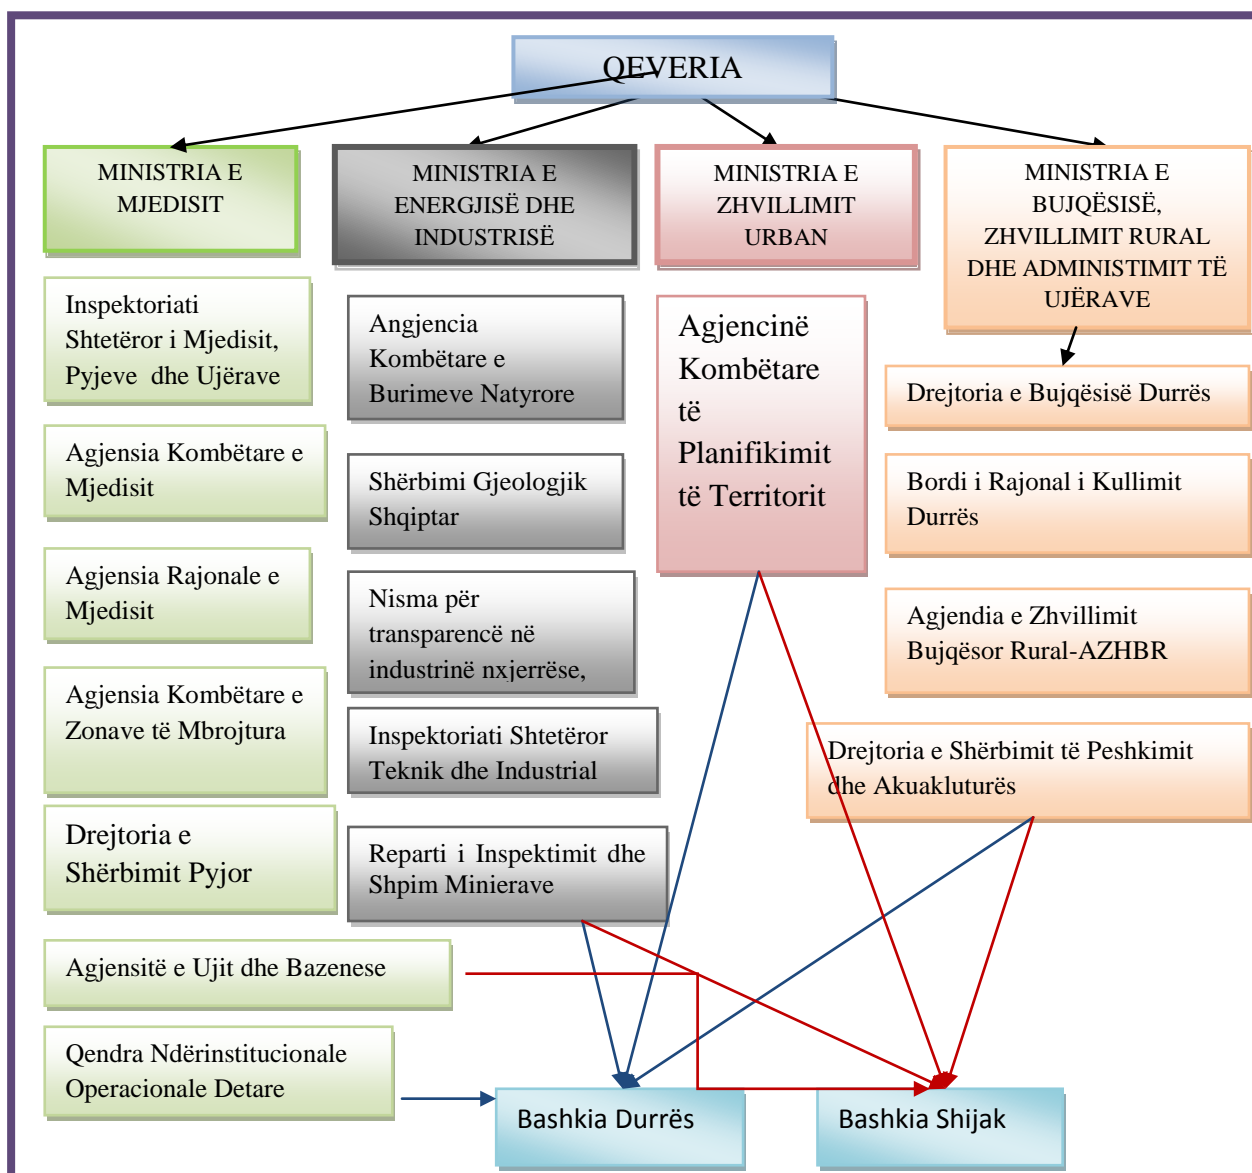 QEVERIA
MINISTRIA E
MJEDISIT
MINISTRIA E
ENERGJISË DHE
INDUSTRISË
MINISTRIA E
ZHVILLIMIT
URBAN
MINISTRIA E
BUJQËSISË,
ZHVILLIMIT RURAL
DHE ADMINISTIMIT TË
UJËRAVE
Inspektoriati
Shtetëror i Mjedisit,
Pyjeve dhe Ujërave
Agjensia Kombëtare e
Mjedisit
Agjensia Rajonale e
Mjedisit
Agjensia Kombëtare e
Zonave të Mbrojtura
Drejtoria e
Shërbimit Pyjor
Agjensitë e Ujit dhe Bazenese
Qendra Ndërinstitucionale
Operacionale Detare
Angjencia
Kombëtare e
Burimeve Natyrore
Shërbimi Gjeologjik
Shqiptar
Nisma për
transparencë në
industrinë nxjerrëse,
Inspektoriati Shtetëror
Teknik dhe Industrial
Reparti i Inspektimit dhe
Shpim Minierave
Agjencinë
Kombëtare
të
Planifikimit
të Territorit
Drejtoria e Bujqësisë Durrës
Bordi i Rajonal i Kullimit
Durrës
Agjendia e Zhvillimit
Bujqësor Rural-AZHBR
Drejtoria e Shërbimit të Peshkimit
dhe Akuakluturës
Bashkia Durrës
Bashkia Shijak